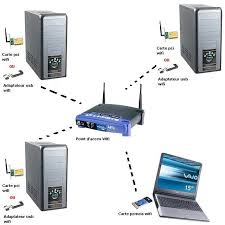 Carte pci
wifi
OU
Adaptateur usb
wifi
Carte pci
wifi
OU
Adaptateur usb
wifi
Point d'accès WiFi
Carte pci
wifi
OU
Adaptateur usb
wifi
VAIO
15"
Carte pcmcia wifi